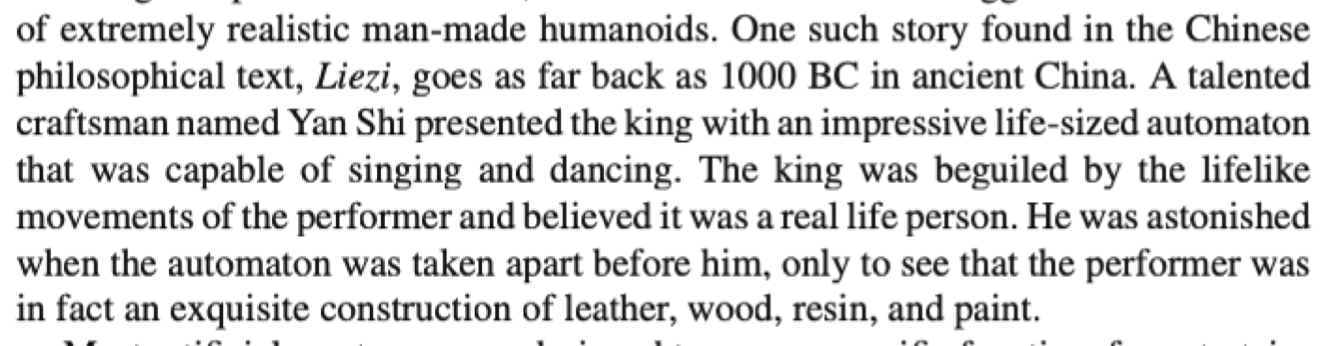 of extremely realistic man-made humanoids. One such story found in the Chinese
philosophical text, Liezi, goes as far back as 1000 BC in ancient China. A talented
craftsman named Yan Shi presented the king with an impressive life-sized automaton
that was capable of singing and dancing. The king was beguiled by the lifelike
movements of the performer and believed it was a real life person. He was astonished
when the automaton was taken apart before him, only to see that the performer was
in fact an exquisite construction of leather, wood, resin, and paint.